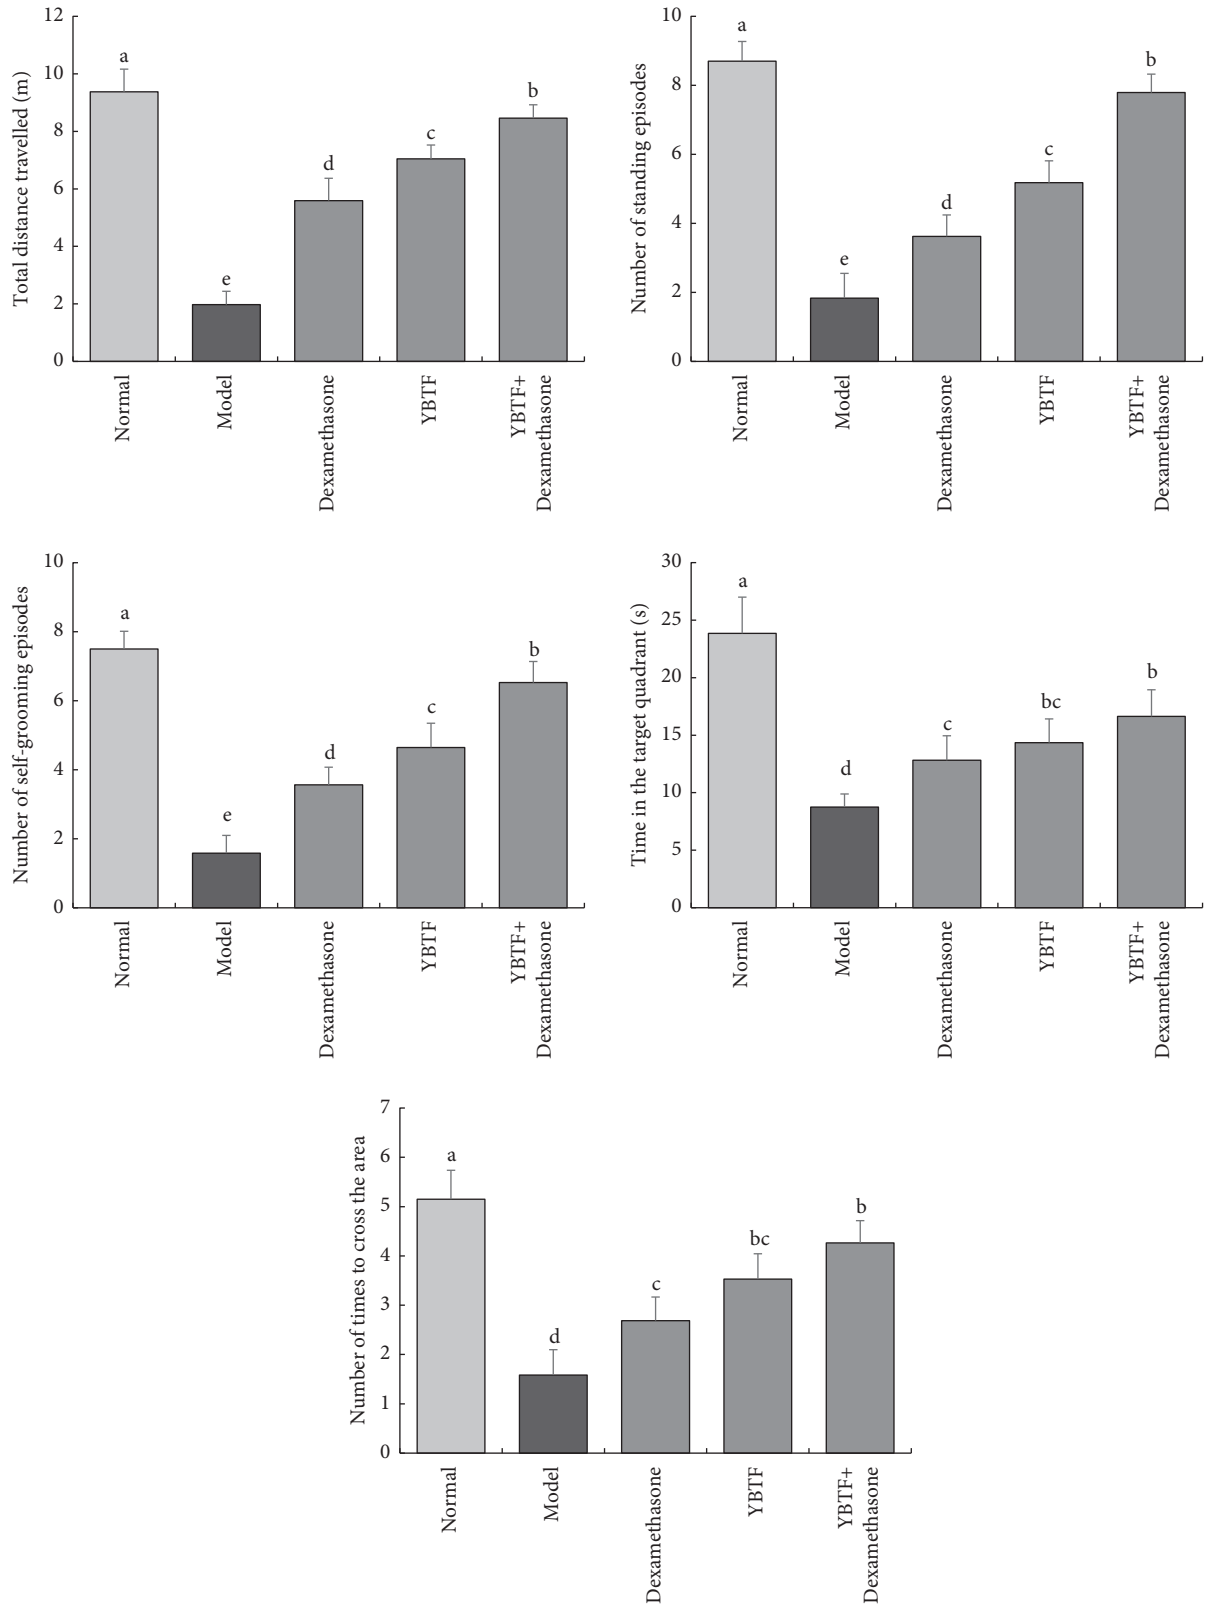 Total distance travelled (m)
12
10
8
6
4
2
0
a
e
d
c
b
Normal
Model
Dexamethasone
YBTF
YBTF+
Dexamethasone
Number of standing episodes
10
8
6
4
2
0
a
e
d
c
b
Normal
Model
Dexamethasone
YBTF
YBTF+
Dexamethasone
Number of self-grooming episodes
10
8
6
4
2
0
a
e
d
c
b
Normal
Model
Dexamethasone
YBTF
YBTF+
Dexamethasone
Time in the target quadrant (s)
30
25
20
15
10
5
0
a
d
c
bc
b
Normal
Model
Dexamethasone
YBTF
YBTF+
Dexamethasone
Number of times to cross the area
7
6
5
4
3
2
1
0
a
d
c
bc
b
Normal
Model
Dexamethasone
YBTF
YBTF+
Dexamethasone